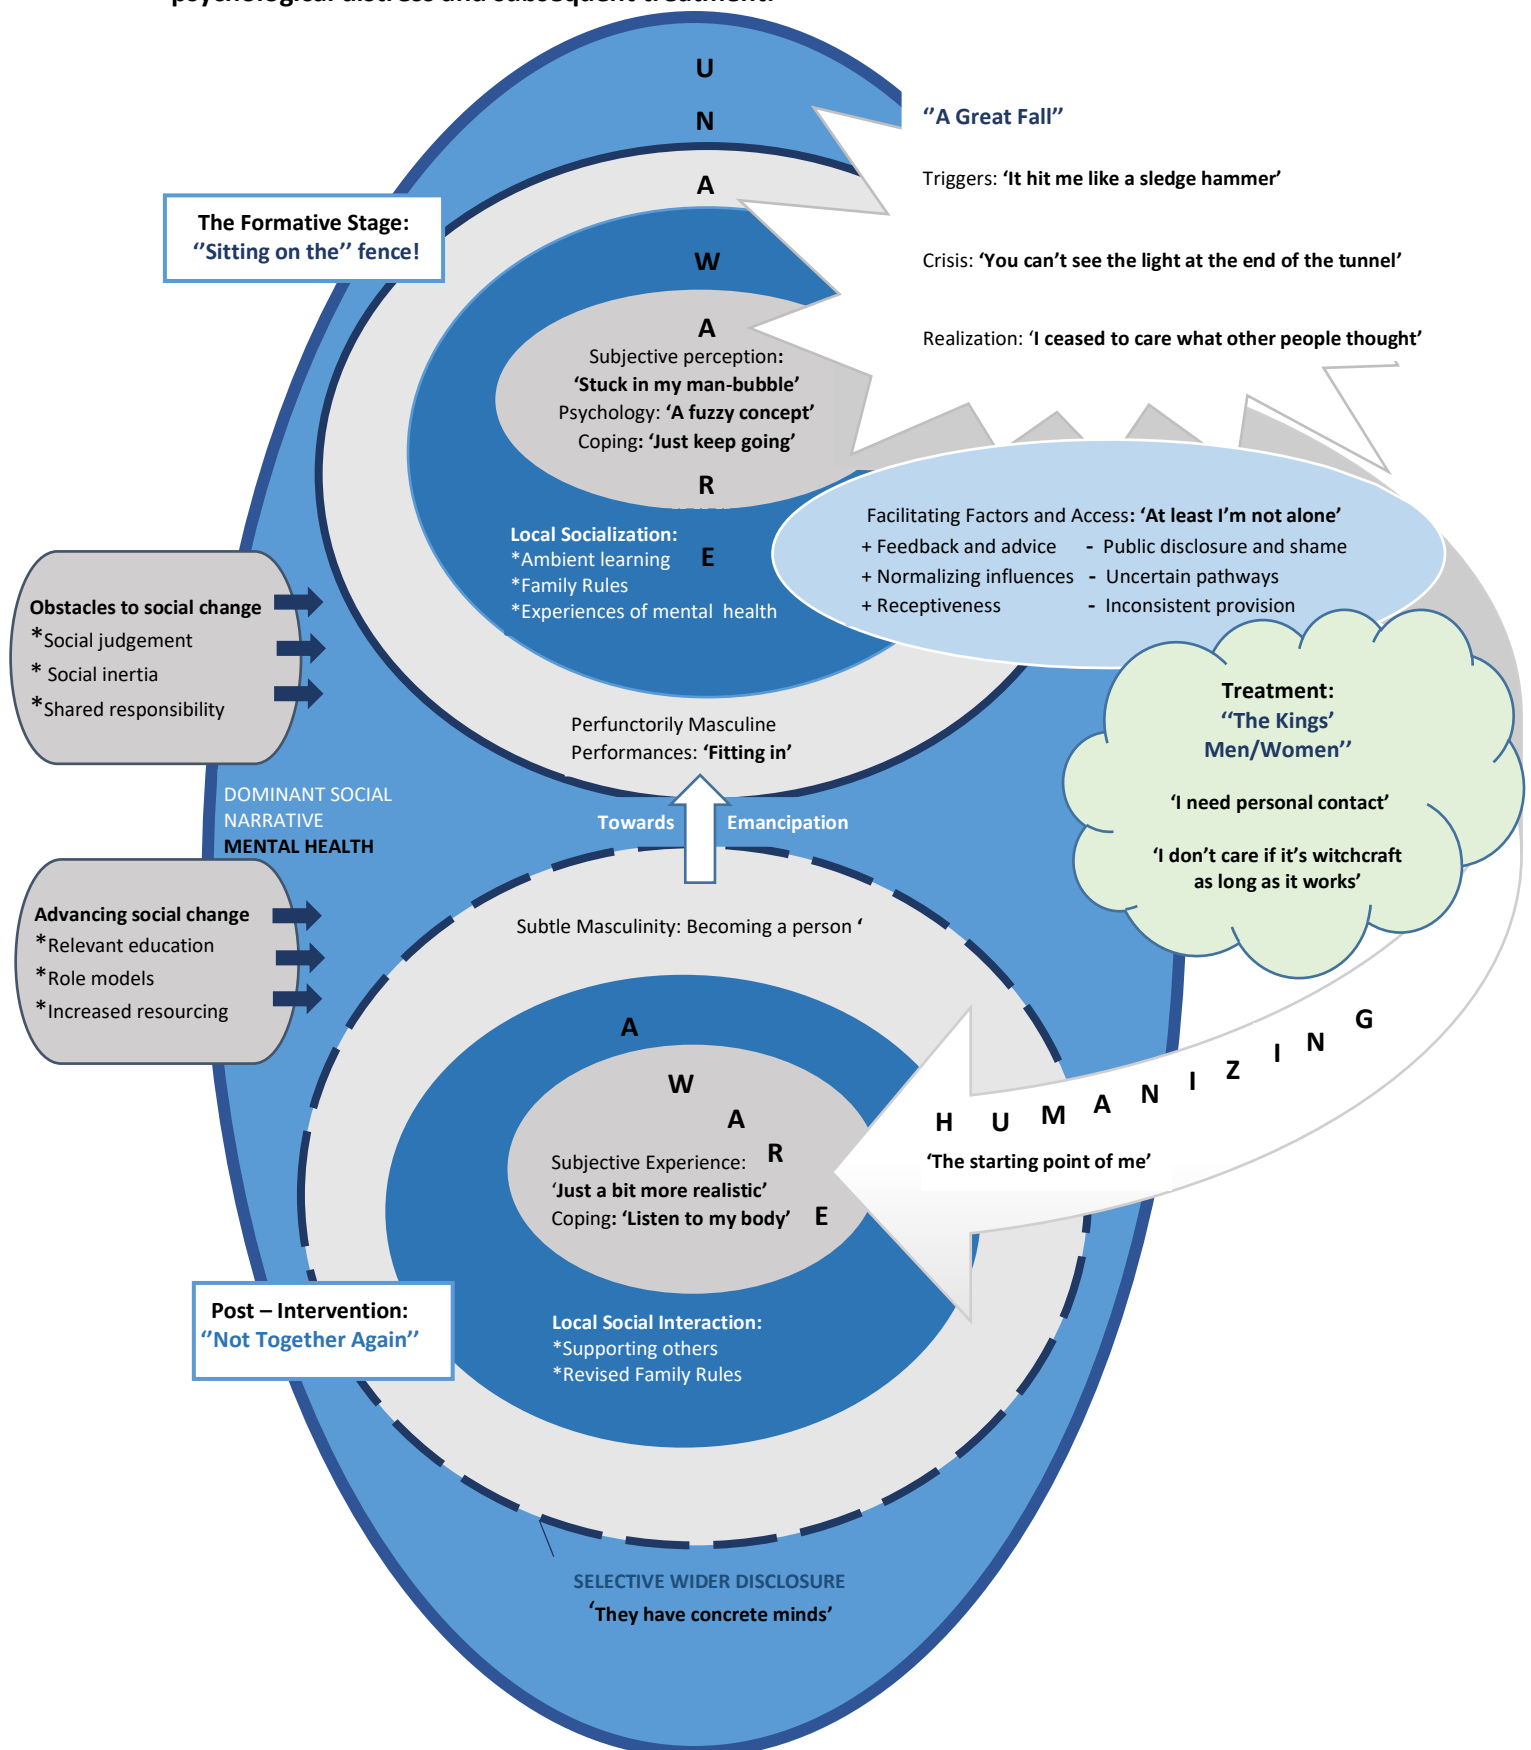 psychological distress and subsequent treatment.
U
N
A
W
A
R
E
‘’A Great Fall’’
Triggers: ‘It hit me like a sledge hammer’
Crisis: ‘You can’t see the light at the end of the tunnel’
Realization: ‘I ceased to care what other people thought’
The Formative Stage:
‘’Sitting on the’’ fence!
Subjective perception:
‘Stuck in my man-bubble’
Psychology: ‘A fuzzy concept’
Coping: ‘Just keep going’
Local Socialization:
*Ambient learning
*Family Rules
*Experiences of mental health
Facilitating Factors and Access: ‘At least I’m not alone’
+ Feedback and advice - Public disclosure and shame
+ Normalizing influences - Uncertain pathways
+ Receptiveness - Inconsistent provision
Obstacles to social change
*Social judgement
* Social inertia
*Shared responsibility
Perfunctorily Masculine
Performances: ‘Fitting in’
Treatment:
‘’The Kings’
Men/Women’’
‘I need personal contact’
‘I don’t care if it’s witchcraft
as long as it works’
DOMINANT SOCIAL
NARRATIVE
MENTAL HEALTH
Towards Emancipation
Advancing social change
*Relevant education
*Role models
*Increased resourcing
Subtle Masculinity: Becoming a person ‘
A
W
A
R
E
Subjective Experience:
‘Just a bit more realistic’
Coping: ‘Listen to my body’
H U M A N I Z I N G
‘The starting point of me’
Post – Intervention:
‘’Not Together Again’’
Local Social Interaction:
*Supporting others
*Revised Family Rules
SELECTIVE WIDER DISCLOSURE
‘They have concrete minds’